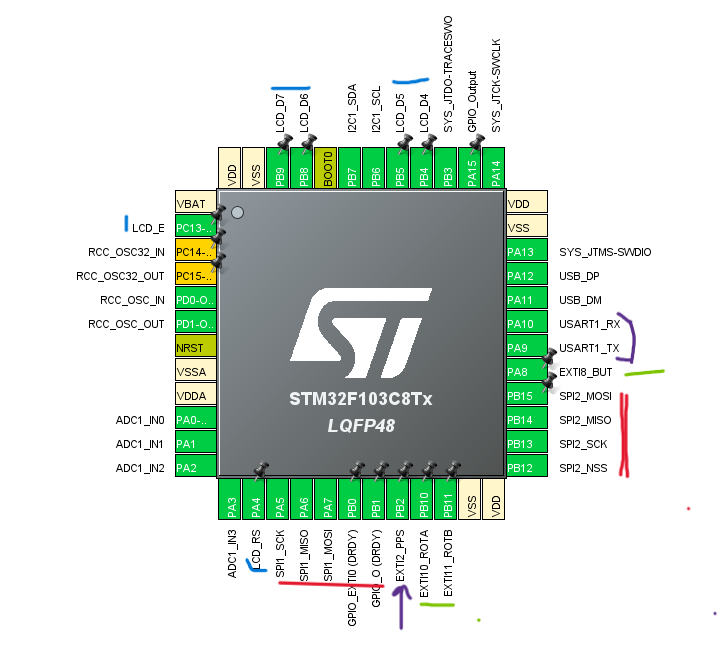 LCD_D7
LCD_D6
I2C1_SDA
I2C1_SCL
LCD_D5
LCD_D4
SYS_JTDO-TRACESWO
GPIO_Output
SYS_JTCK-SWCLK
VDD
VSS
PB9
PB8
BOOT0
PB7
PB6
PB5
PB4
PB3
PA15
PA14
VBAT
LCD_E PC13-..
RCC_OSC32_IN PC14-..
RCC_OSC32_OUT PC15-..
RCC_OSC_IN PD0-O..
RCC_OSC_OUT PD1-O..
NRST
VSSA
VDDA
ADC1_IN0 PA0-..
ADC1_IN1 PA1
ADC1_IN2 PA2
ST
STM32F103C8Tx
LQFP48
VDD
VSS
PA13 SYS_JTMS-SWDIO
PA12 USB_DP
PA11 USB_DM
PA10 USART1_RX
PA9 USART1_TX
PA8 EXTI8_BUT
PB15 SPI2_MOSI
PB14 SPI2_MISO
PB13 SPI2_SCK
PB12 SPI2_NSS
PA3
PA4
PA5
PA6
PA7
PB0
PB1
PB2
PB10
PB11
VSS
VDD
ADC1_IN3
LCD_RS
SPI1_SCK
SPI1_MISO
SPI1_MOSI
GPIO_EXTI0 (DRDY)
GPIO_O (DRDY)
EXTI2_PPS
EXTI10_ROTA
EXTI11_ROTB